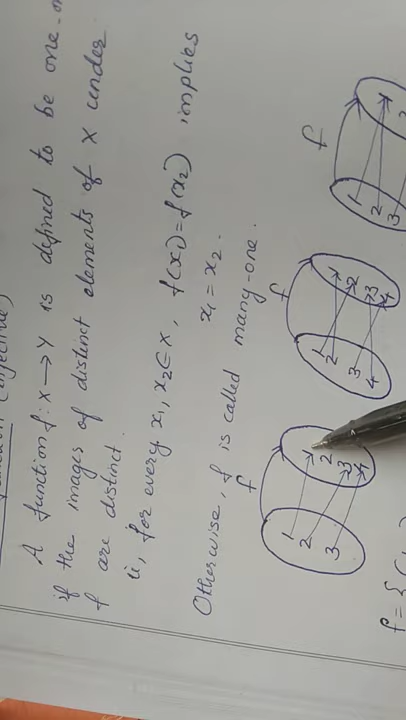 A function f : X → Y is defined to be one-
if the images of distinct elements of X under
f are distinct.
ie, for every x₁, x₂ ∈ X, f(x₁) = f(x₂) implies
x₁ = x₂.
Otherwise, f is called many-one.
f f f
1 2 3 1 2 3 4
1 2 3 4 1 2 3 4
1 2 3
f = {(